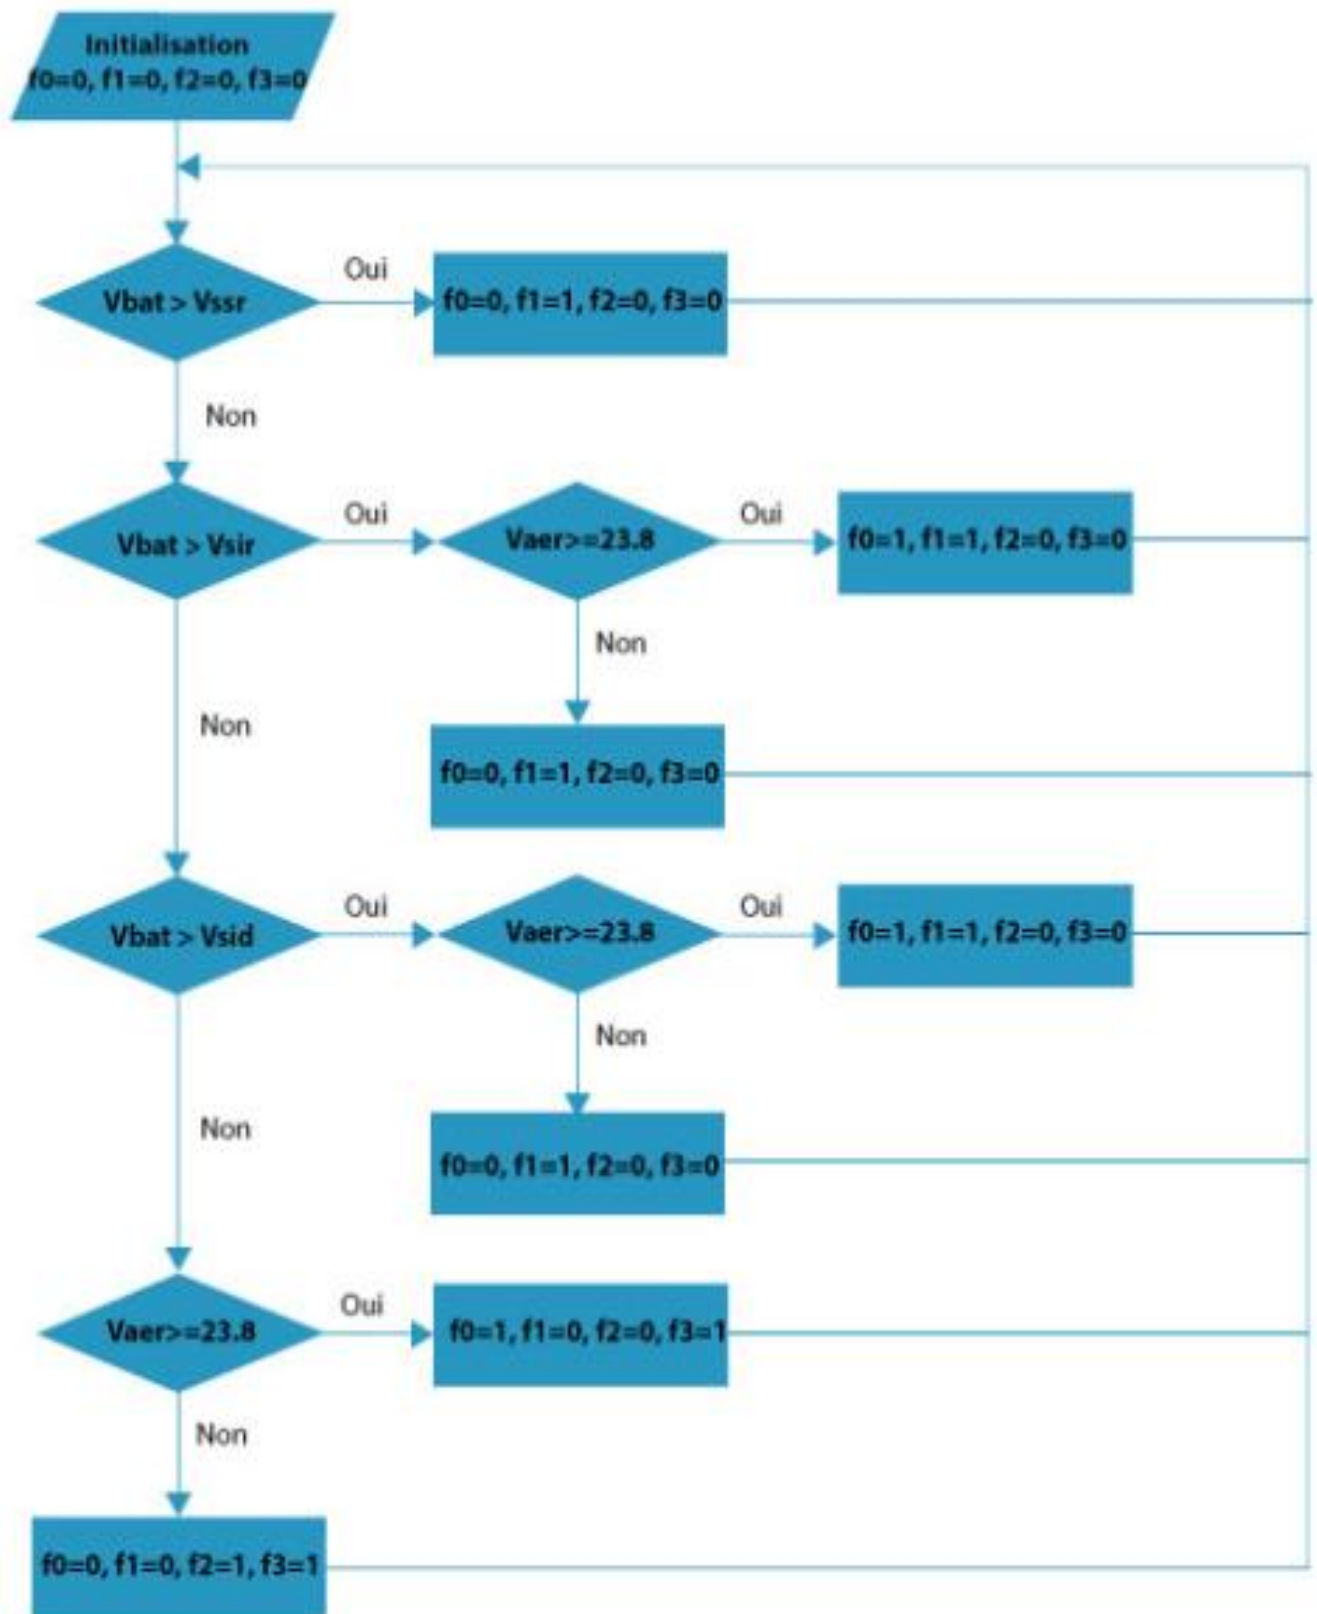 Initialisation
f0=0, f1=0, f2=0, f3=0
Vbat > Vssr
Oui
f0=0, f1=1, f2=0, f3=0
Non
Vbat > Vsir
Oui
Vaer>=23.8
Oui
f0=1, f1=1, f2=0, f3=0
Non
f0=0, f1=1, f2=0, f3=0
Non
Vbat > Vsid
Oui
Vaer>=23.8
Oui
f0=1, f1=1, f2=0, f3=0
Non
f0=0, f1=1, f2=0, f3=0
Non
Vaer>=23.8
Oui
f0=1, f1=0, f2=0, f3=1
Non
f0=0, f1=0, f2=1, f3=1